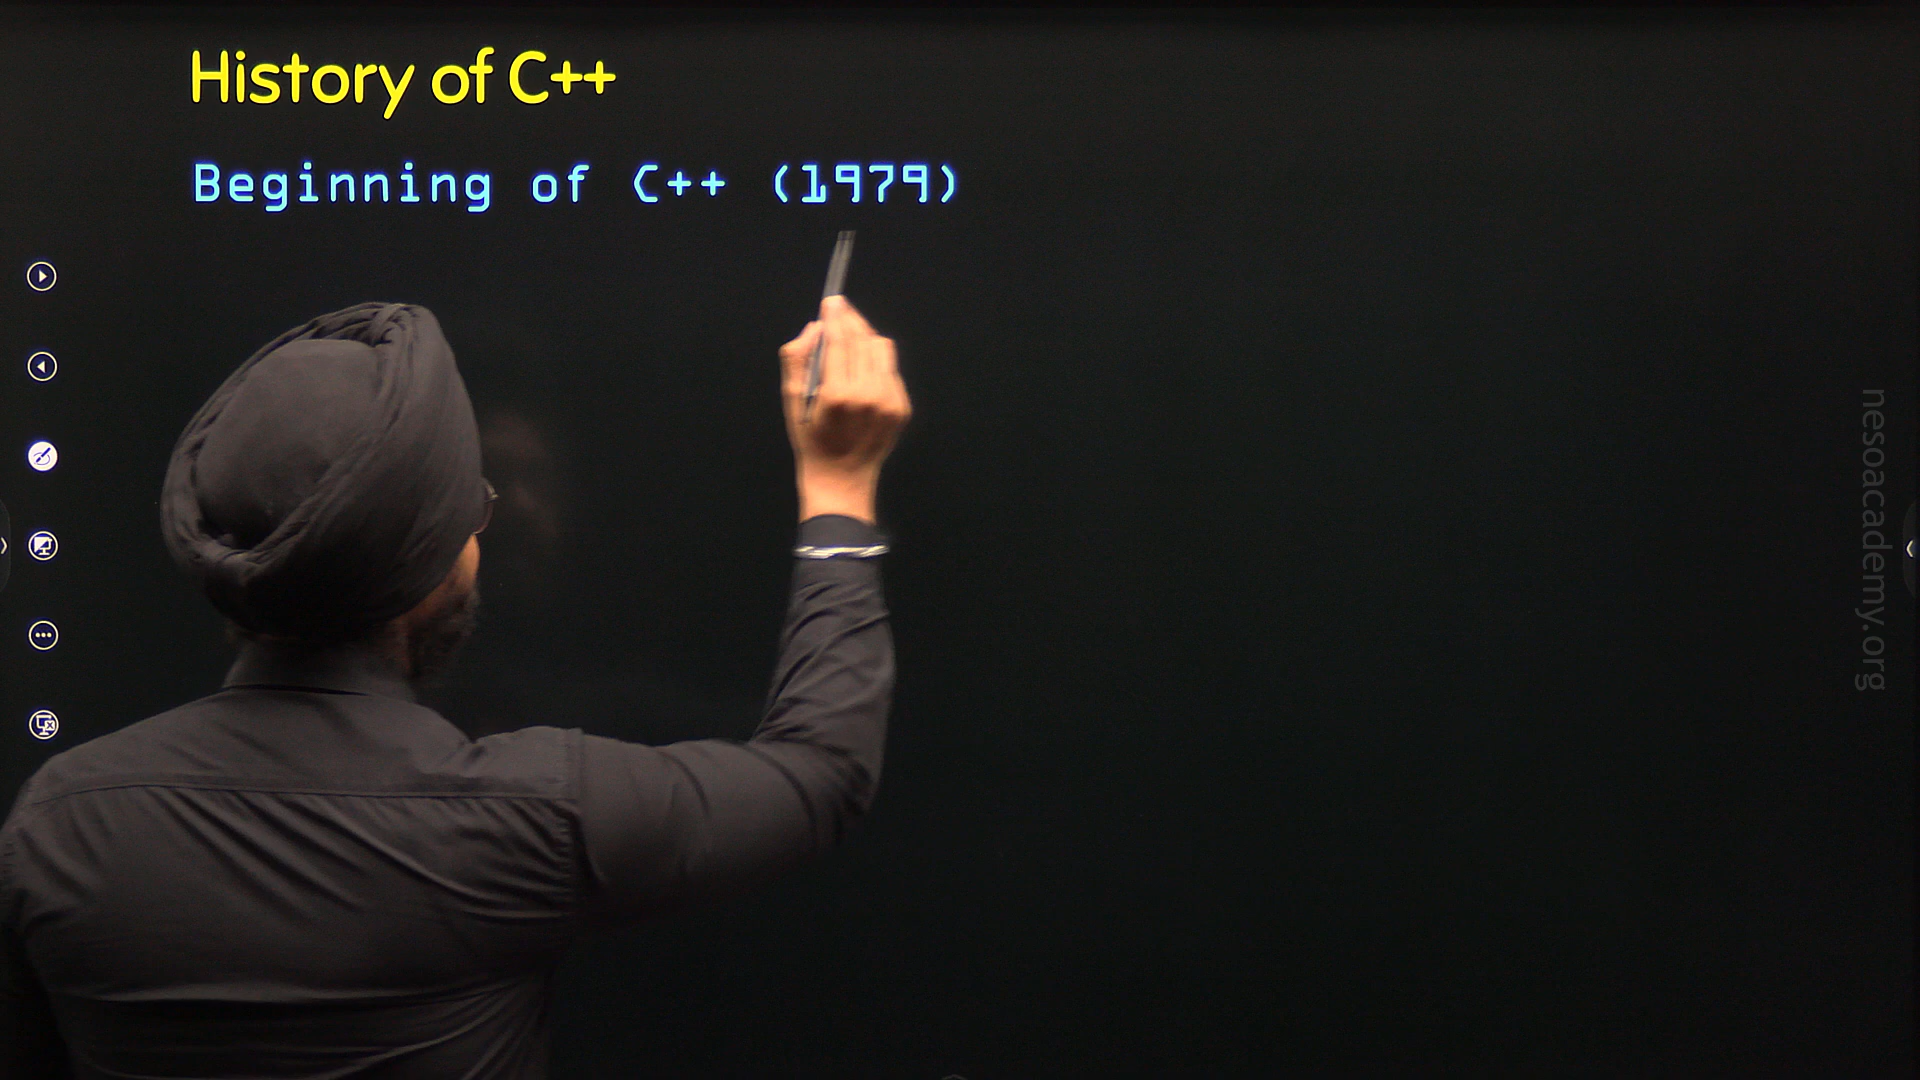 History of C++
Beginning of C++ (1979)
nesoacademy.org